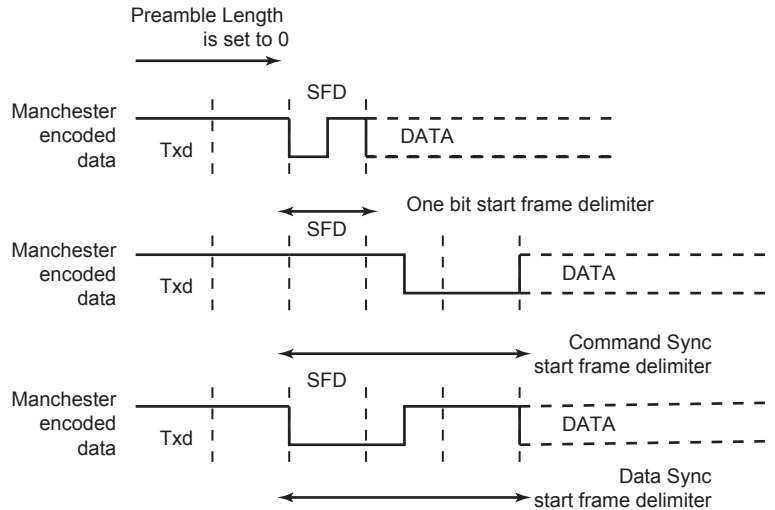 Preamble Length
is set to 0
SFD
Manchester
encoded
data
Txd
DATA
One bit start frame delimiter
SFD
Manchester
encoded
data
Txd
DATA
Command Sync
start frame delimiter
SFD
Manchester
encoded
data
Txd
DATA
Data Sync
start frame delimiter